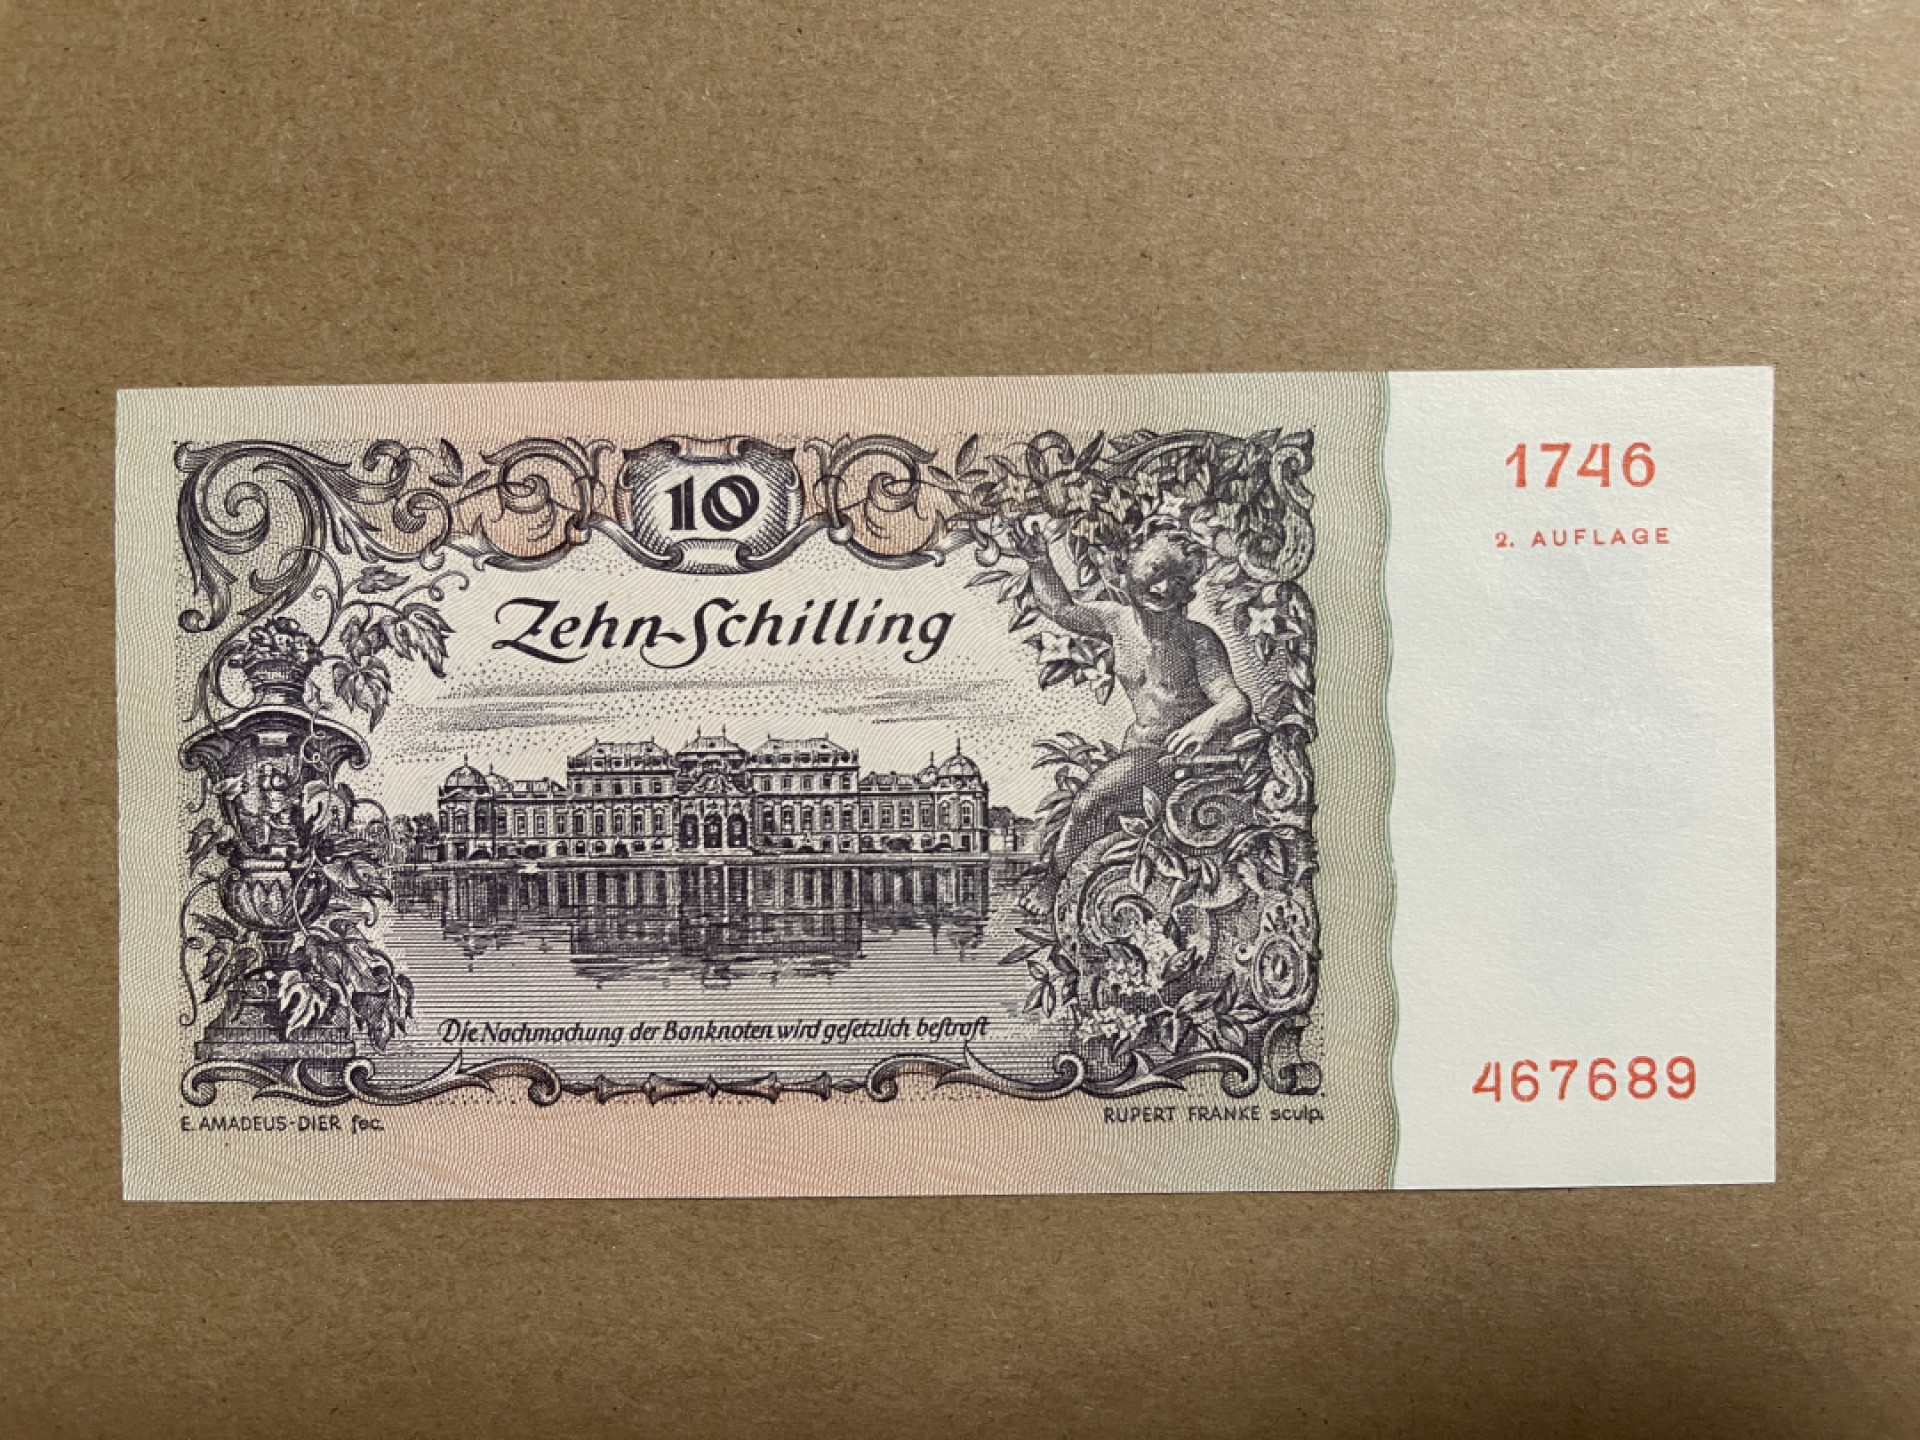 10
Zehn Schilling
Die Nachmachung der Banknoten wird geſetzlich beſtraft
E. AMADEUS-DIER fec.
RUPERT FRANKE sculp.
1746
2. AUFLAGE
467689